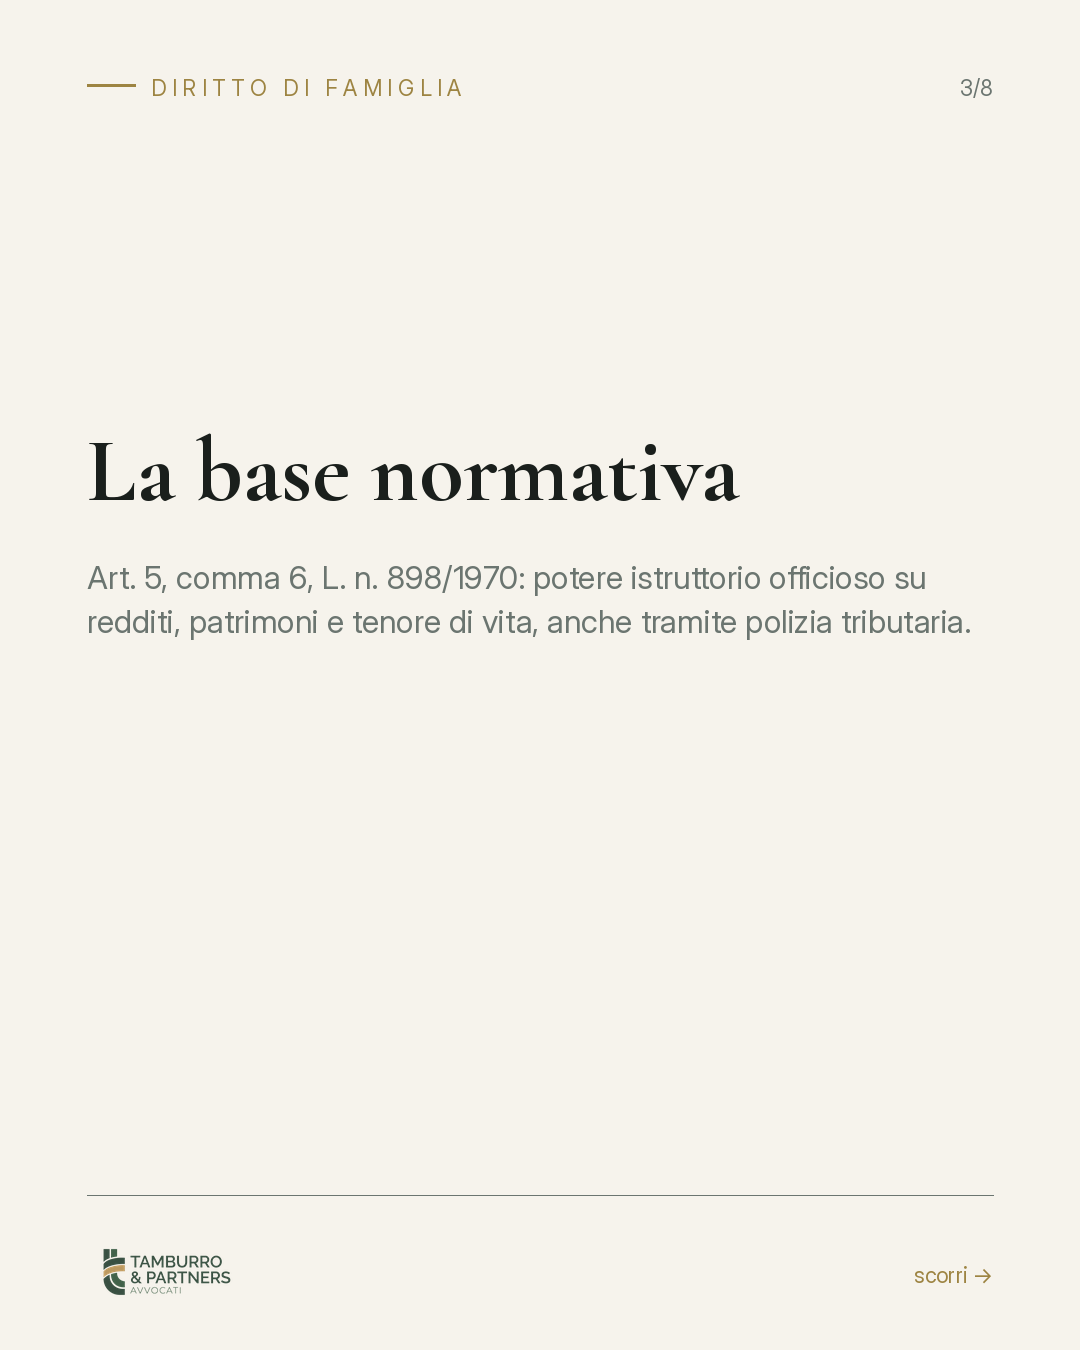 DIRITTO DI FAMIGLIA
3/8
La base normativa
Art. 5, comma 6, L. n. 898/1970: potere istruttorio officioso su
redditi, patrimoni e tenore di vita, anche tramite polizia tributaria.
TAMBURRO
& PARTNERS
AVVOCATI
scorri →